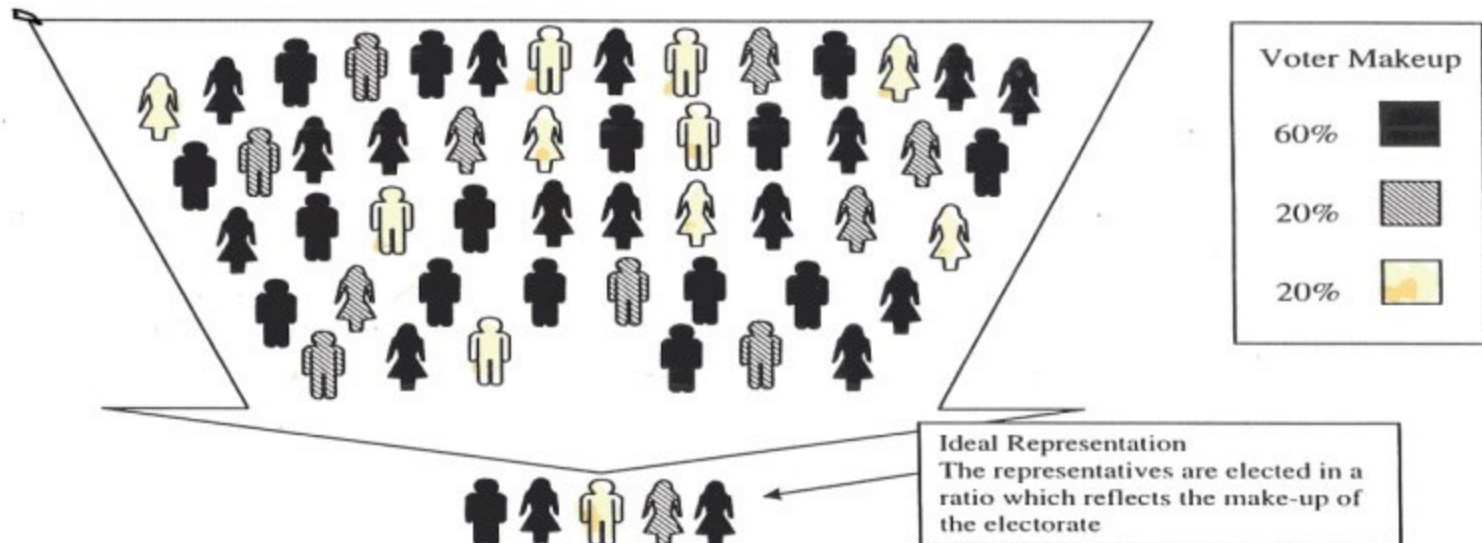 Voter Makeup
60%
20%
20%
Ideal Representation
The representatives are elected in a
ratio which reflects the make-up of
the electorate